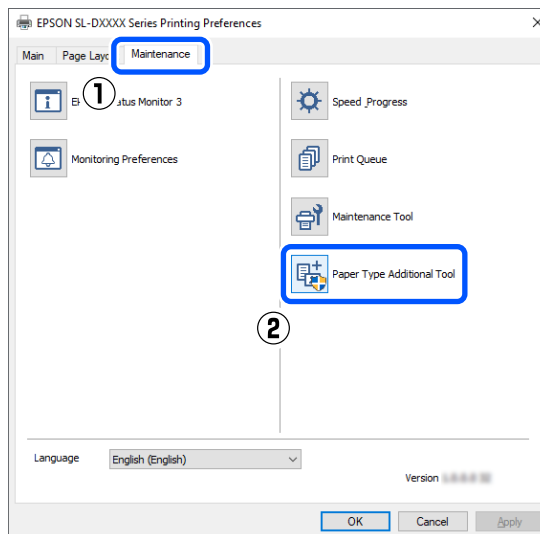 EPSON SL-DXXXX Series Printing Preferences
Main Page Layo Maintenance
①
atus Monitor 3
Speed Progress
Monitoring Preferences
Print Queue
Maintenance Tool
Paper Type Additional Tool
②
Language English (English)
Version
OK Cancel Apply